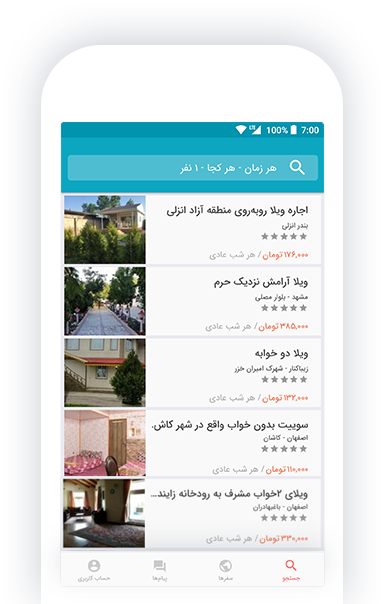 100% 7:00
هر زمان - هر کجا - ۱ نفر
اجاره ویلا روبه‌روی منطقه آزاد انزلی
بندر انزلی
۱۷۶,۰۰۰ تومان / هر شب عادی
ویلا آرامش نزدیک حرم
مشهد - بلوار مصلی
۳۸۵,۰۰۰ تومان / هر شب عادی
ویلا دو خوابه
زیباکنار - شهرک امیران خزر
۱۳۲,۰۰۰ تومان / هر شب عادی
سوییت بدون خواب واقع در شهر کاش..
اصفهان - کاشان
۱۱۰,۰۰۰ تومان / هر شب عادی
ویلای ۲خواب مشرف به رودخانه زایند...
اصفهان - باغبهادران
۳۳۰,۰۰۰ تومان / هر شب عادی
جستجو سفرها پیام‌ها حساب کاربری